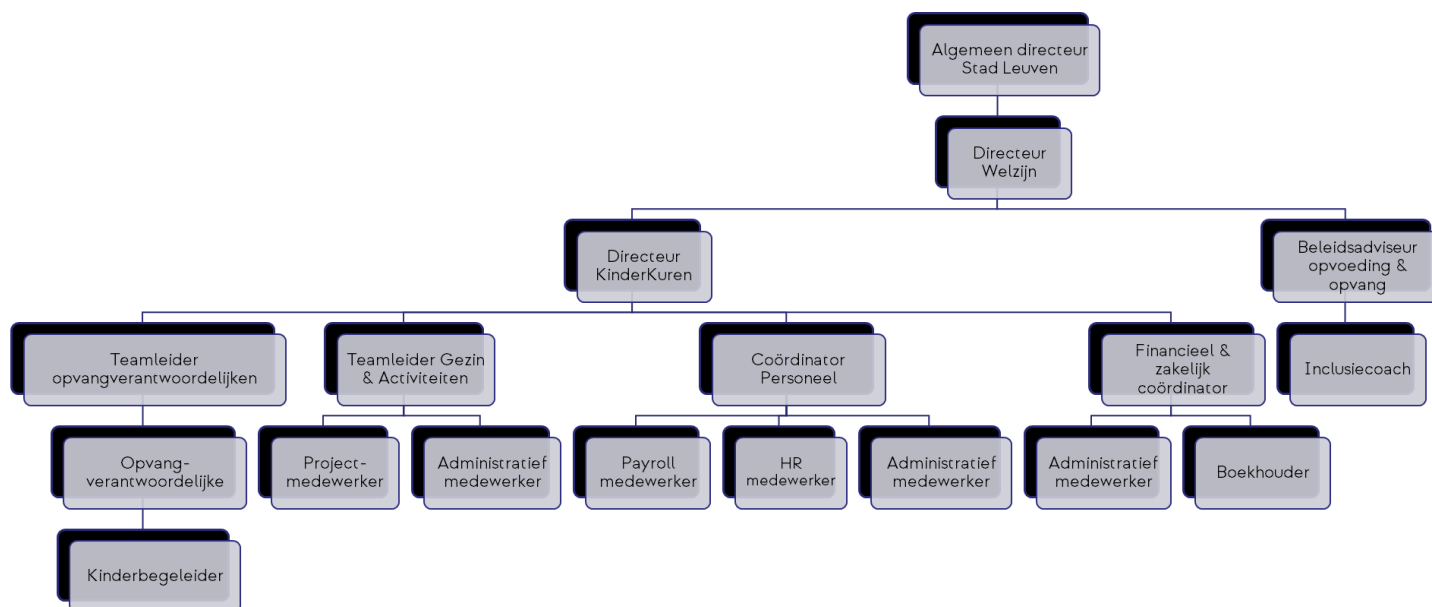 Algemeen directeur
Stad Leuven
Directeur
Welzijn
Directeur
KinderKuren
Beleidsadviseur
opvoeding &
opvang
Teamleider
opvangverantwoordelijken
Teamleider Gezin
& Activiteiten
Coördinator
Personeel
Financieel &
zakelijk
coördinator
Inclusiecoach
Opvang-
verantwoordelijke
Project-
medewerker
Administratief
medewerker
Payroll
medewerker
HR
medewerker
Administratief
medewerker
Administratief
medewerker
Boekhouder
Kinderbegeleider